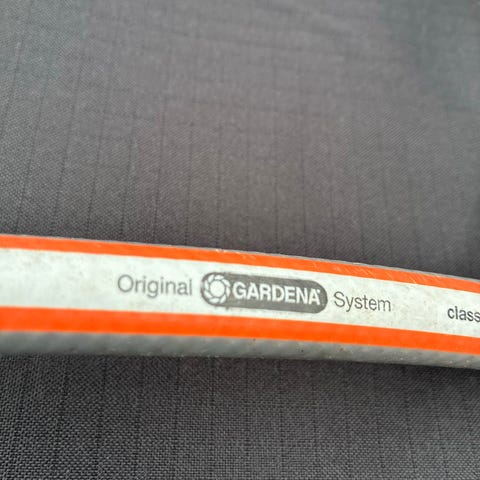 Original GARDENA System class